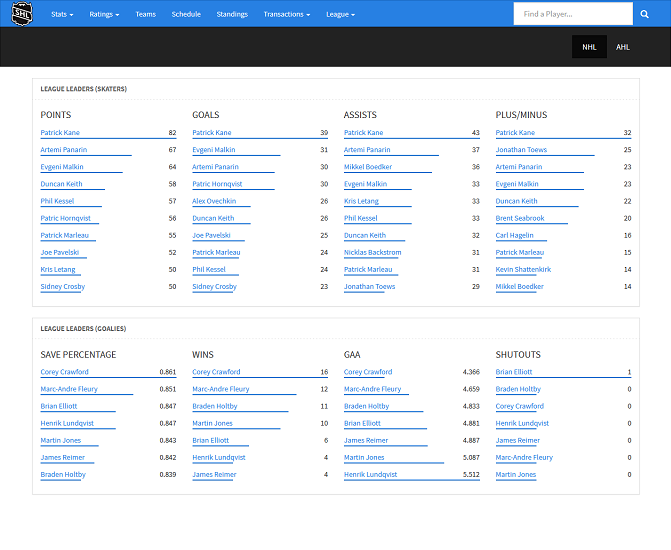 SHL
Stats Ratings Teams Schedule Standings Transactions League Find a Player...
NHL AHL
LEAGUE LEADERS (SKATERS)
POINTS GOALS ASSISTS PLUS/MINUS
Patrick Kane 82 Patrick Kane 39 Patrick Kane 43 Patrick Kane 32
Artemi Panarin 67 Evgeni Malkin 31 Artemi Panarin 37 Jonathan Toews 25
Evgeni Malkin 64 Artemi Panarin 30 Mikkel Boedker 36 Artemi Panarin 23
Duncan Keith 58 Patric Hornqvist 30 Evgeni Malkin 33 Evgeni Malkin 23
Phil Kessel 57 Alex Ovechkin 26 Kris Letang 33 Duncan Keith 22
Patric Hornqvist 56 Duncan Keith 26 Phil Kessel 33 Brent Seabrook 20
Patrick Marleau 55 Joe Pavelski 25 Duncan Keith 32 Carl Hagelin 16
Joe Pavelski 52 Patrick Marleau 24 Nicklas Backstrom 31 Patrick Marleau 15
Kris Letang 50 Phil Kessel 24 Patrick Marleau 31 Kevin Shattenkirk 14
Sidney Crosby 50 Sidney Crosby 23 Jonathan Toews 29 Mikkel Boedker 14
LEAGUE LEADERS (GOALIES)
SAVE PERCENTAGE WINS GAA SHUTOUTS
Corey Crawford 0.861 Corey Crawford 16 Corey Crawford 4.366 Brian Elliott 1
Marc-Andre Fleury 0.851 Marc-Andre Fleury 12 Marc-Andre Fleury 4.659 Braden Holtby 0
Brian Elliott 0.847 Braden Holtby 11 Braden Holtby 4.833 Corey Crawford 0
Henrik Lundqvist 0.847 Martin Jones 10 Brian Elliott 4.881 Henrik Lundqvist 0
Martin Jones 0.843 Brian Elliott 6 James Reimer 4.887 James Reimer 0
James Reimer 0.842 Henrik Lundqvist 4 Martin Jones 5.087 Marc-Andre Fleury 0
Braden Holtby 0.839 James Reimer 4 Henrik Lundqvist 5.512 Martin Jones 0